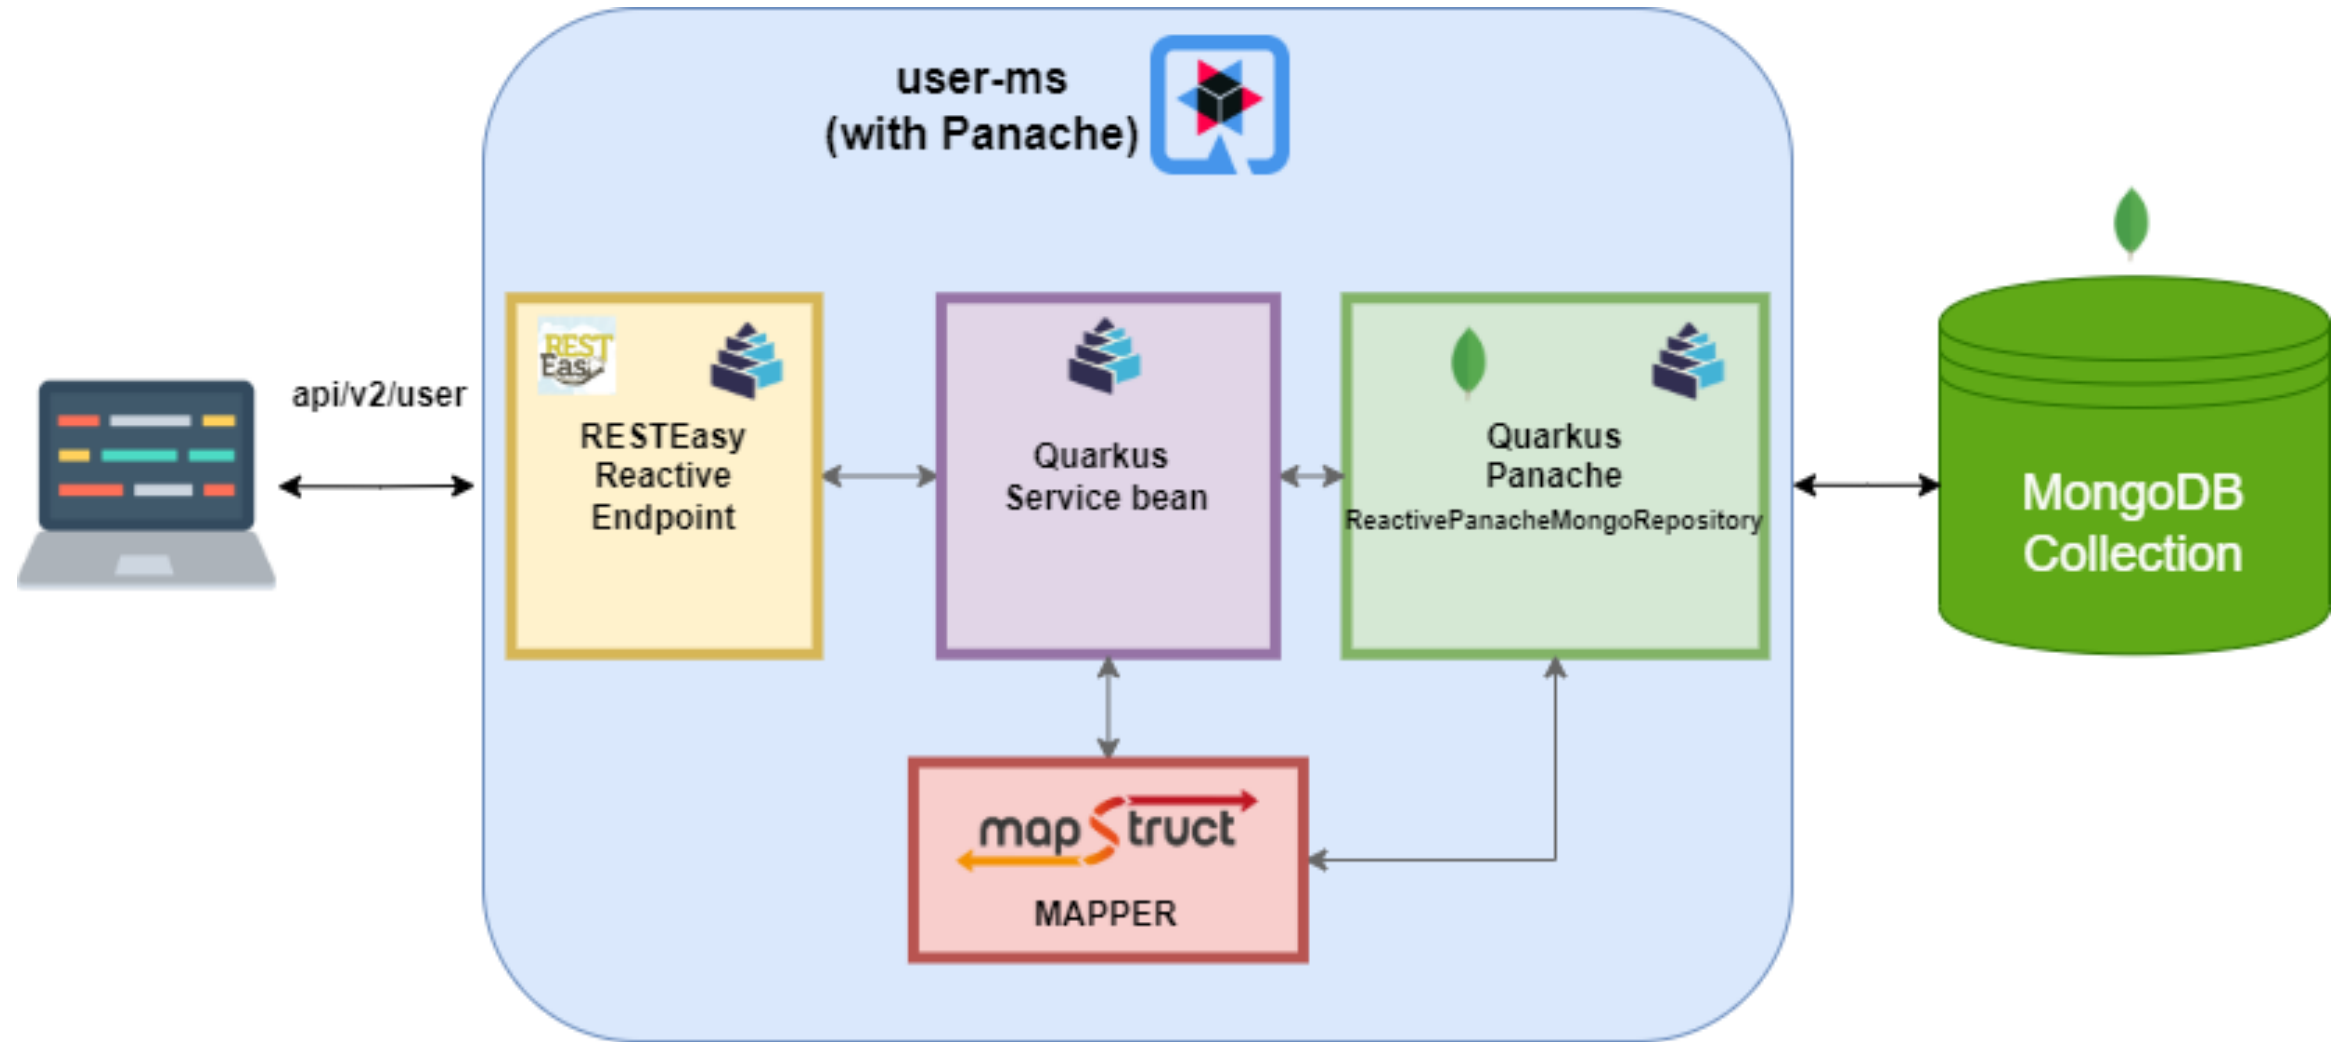 user-ms
(with Panache)
api/v2/user
REST
Easy
RESTEasy
Reactive
Endpoint
Quarkus
Service bean
Quarkus
Panache
ReactivePanacheMongoRepository
MongoDB
Collection
mapStruct
MAPPER